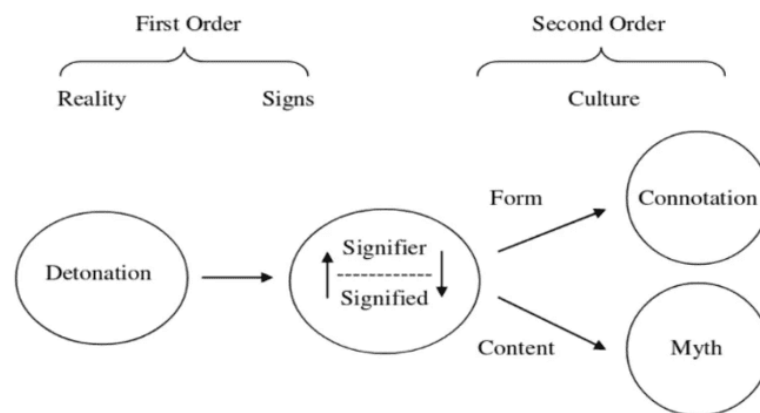 First Order
Second Order
Reality
Signs
Culture
Form
Connotation
Detonation
Signifier
Signified
Content
Myth